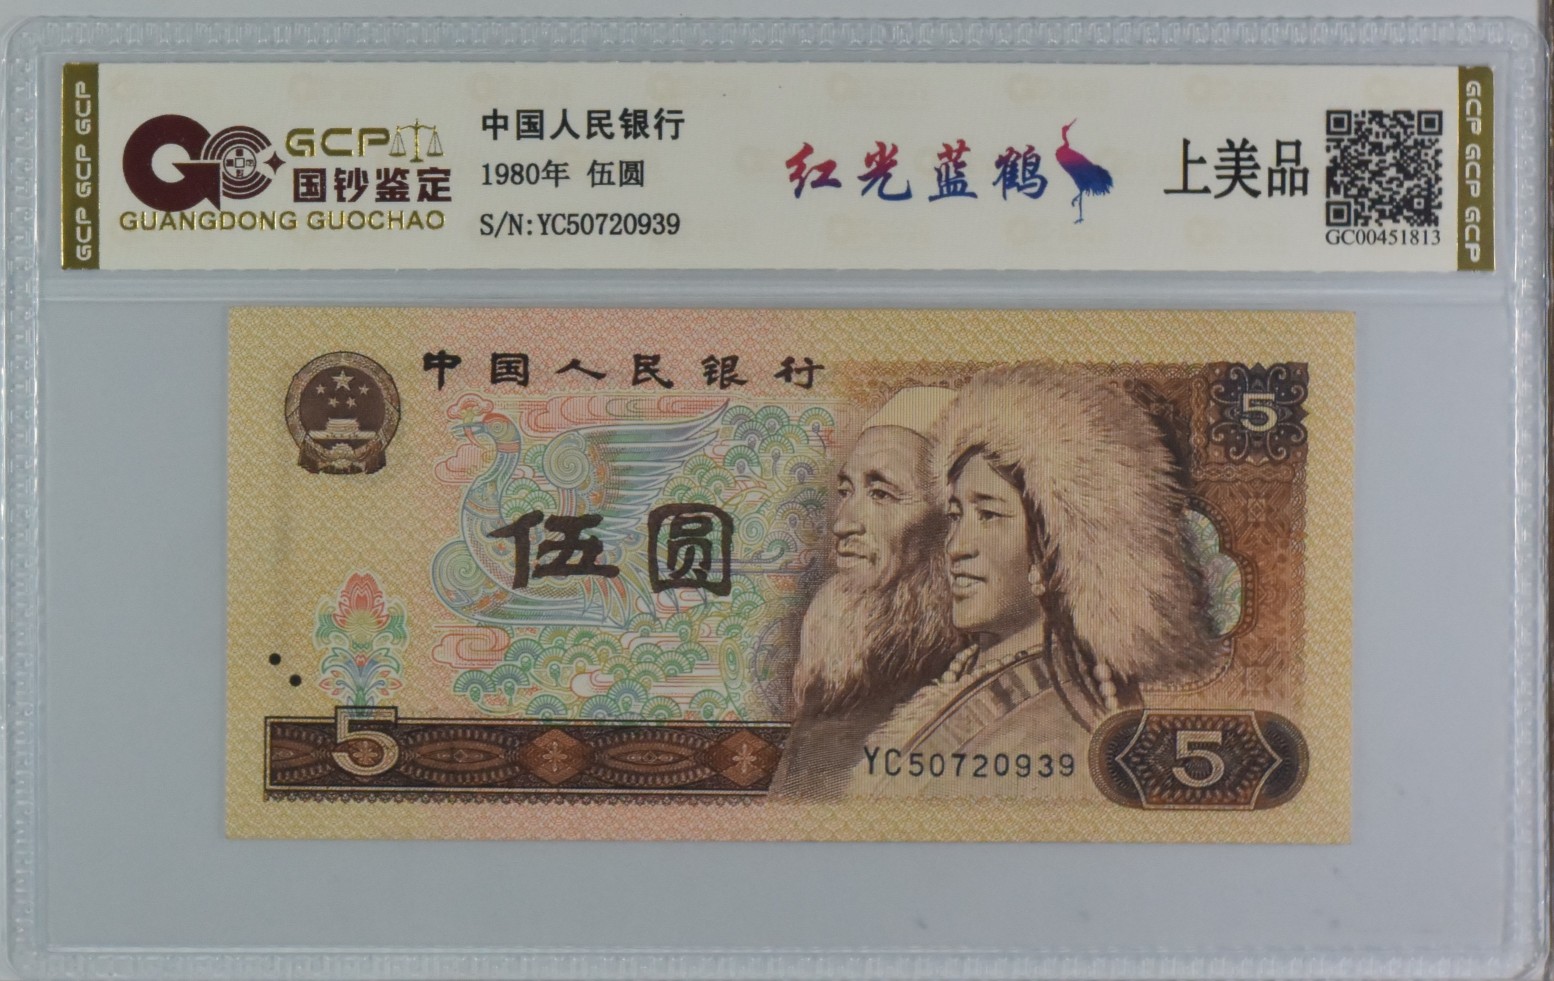 GCP GCP GCP
GCP
国钞鉴定
GUANGDONG GUOCHAO
中国人民银行
1980年 伍圆
S/N:YC50720939
红光蓝鹤
上美品
GC00451813
GCP GCP GCP
中国人民银行
5
伍圆
5
YC50720939
5